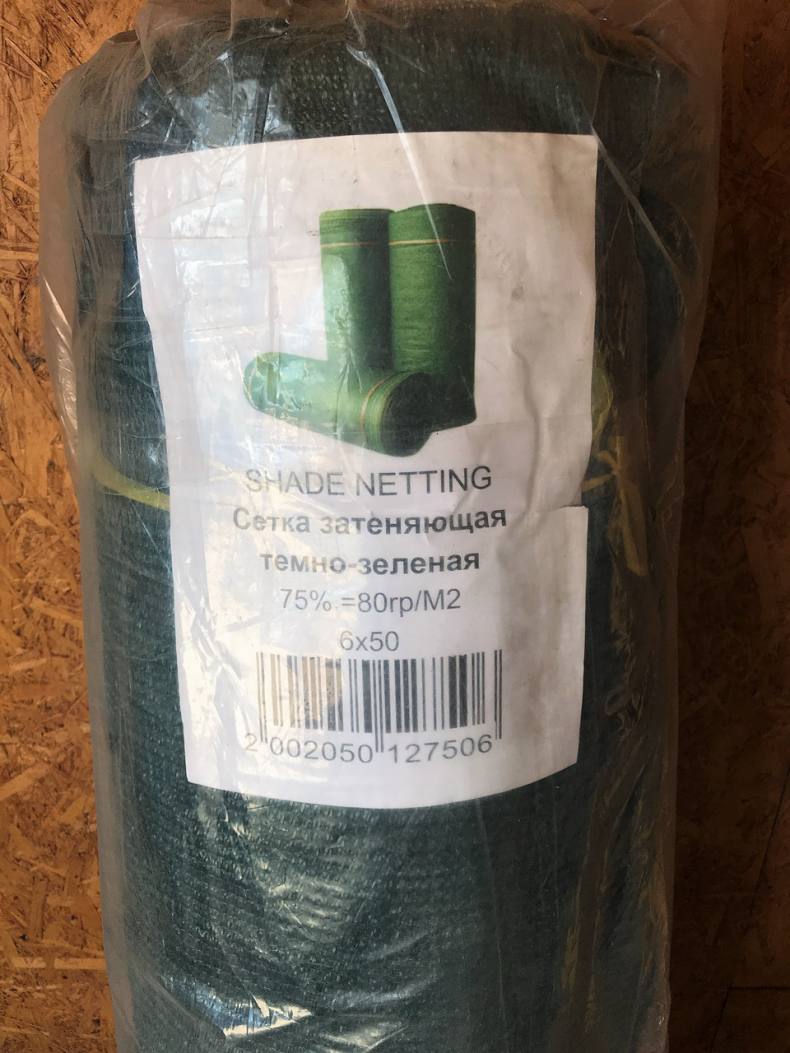 SHADE NETTING
Сетка затеняющая
темно-зеленая
75% =80гр/М2
6x50
2 002050 127506